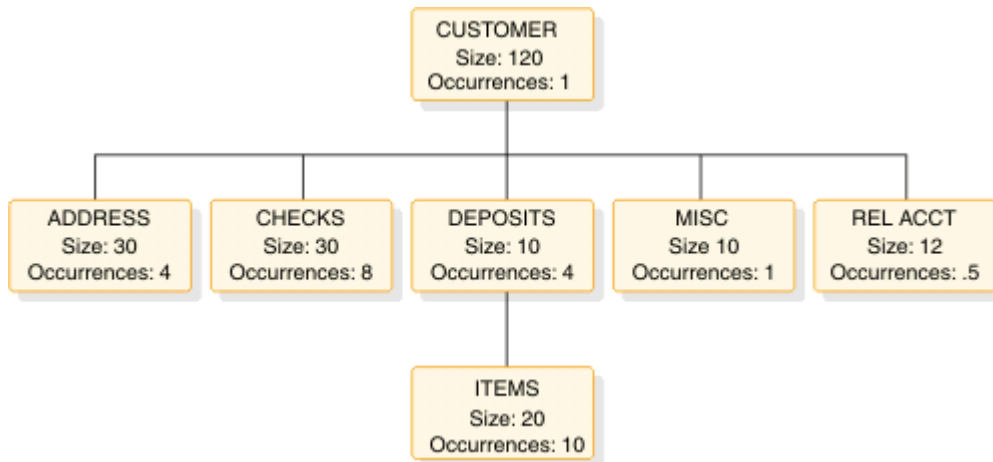 CUSTOMER
Size: 120
Occurrences: 1
ADDRESS
Size: 30
Occurrences: 4
CHECKS
Size: 30
Occurrences: 8
DEPOSITS
Size: 10
Occurrences: 4
MISC
Size 10
Occurrences: 1
REL ACCT
Size: 12
Occurrences: .5
ITEMS
Size: 20
Occurrences: 10